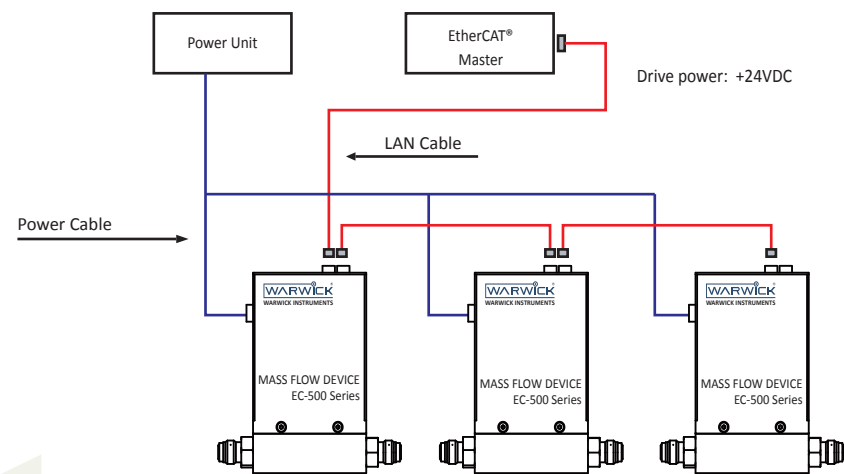 Power Unit
EtherCAT®
Master
Drive power: +24VDC
LAN Cable
Power Cable
WARWICK
WARWICK INSTRUMENTS
MASS FLOW DEVICE
EC-500 Series
WARWICK
WARWICK INSTRUMENTS
MASS FLOW DEVICE
EC-500 Series
WARWICK
WARWICK INSTRUMENTS
MASS FLOW DEVICE
EC-500 Series